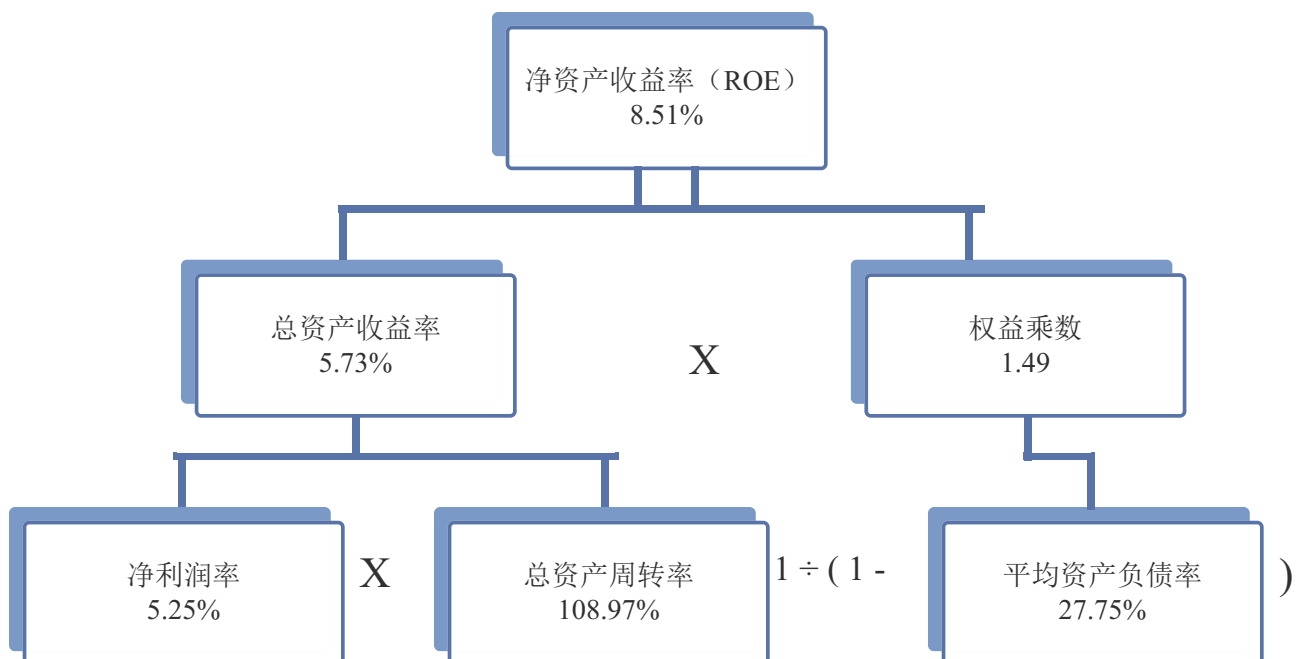 净资产收益率（ROE）
8.51%
总资产收益率
5.73%
X
权益乘数
1.49
净利润率
5.25%
X
总资产周转率
108.97%
1 ÷ ( 1 -
平均资产负债率
27.75%
)